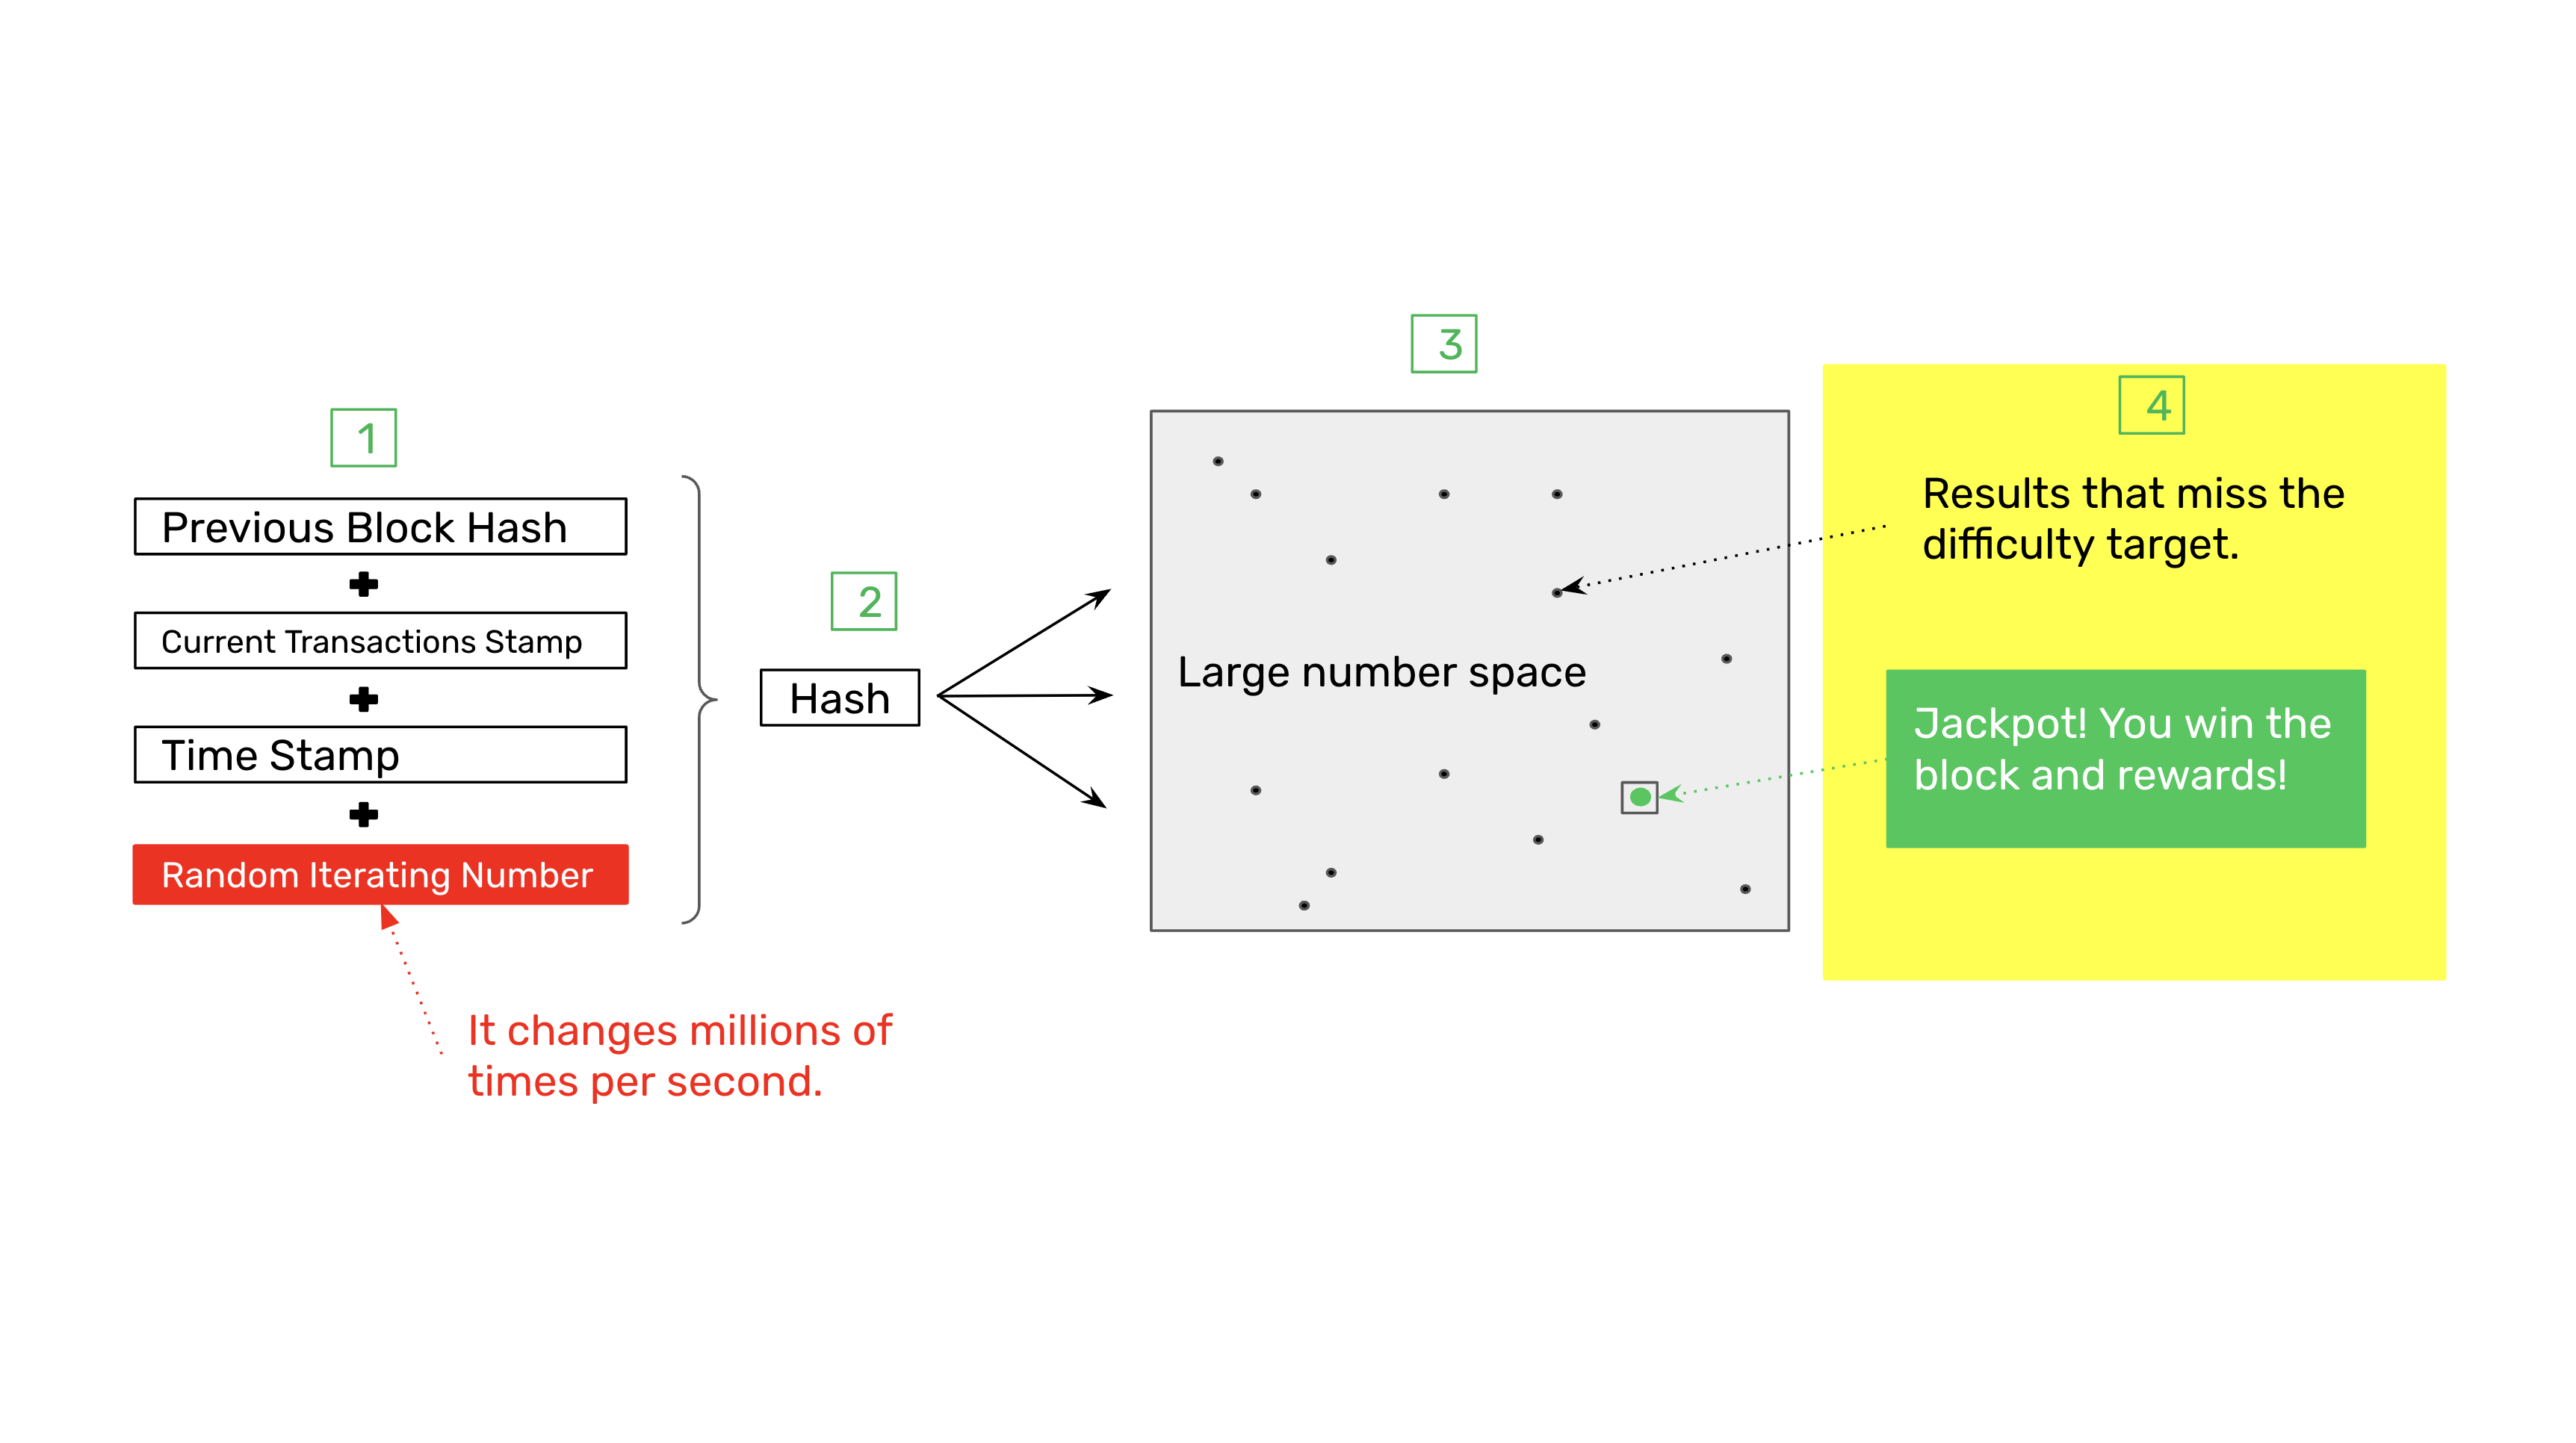 1
Previous Block Hash
Current Transactions Stamp
Time Stamp
Random Iterating Number
It changes millions of
times per second.
2
Hash
3
Large number space
4
Results that miss the
difficulty target.
Jackpot! You win the
block and rewards!